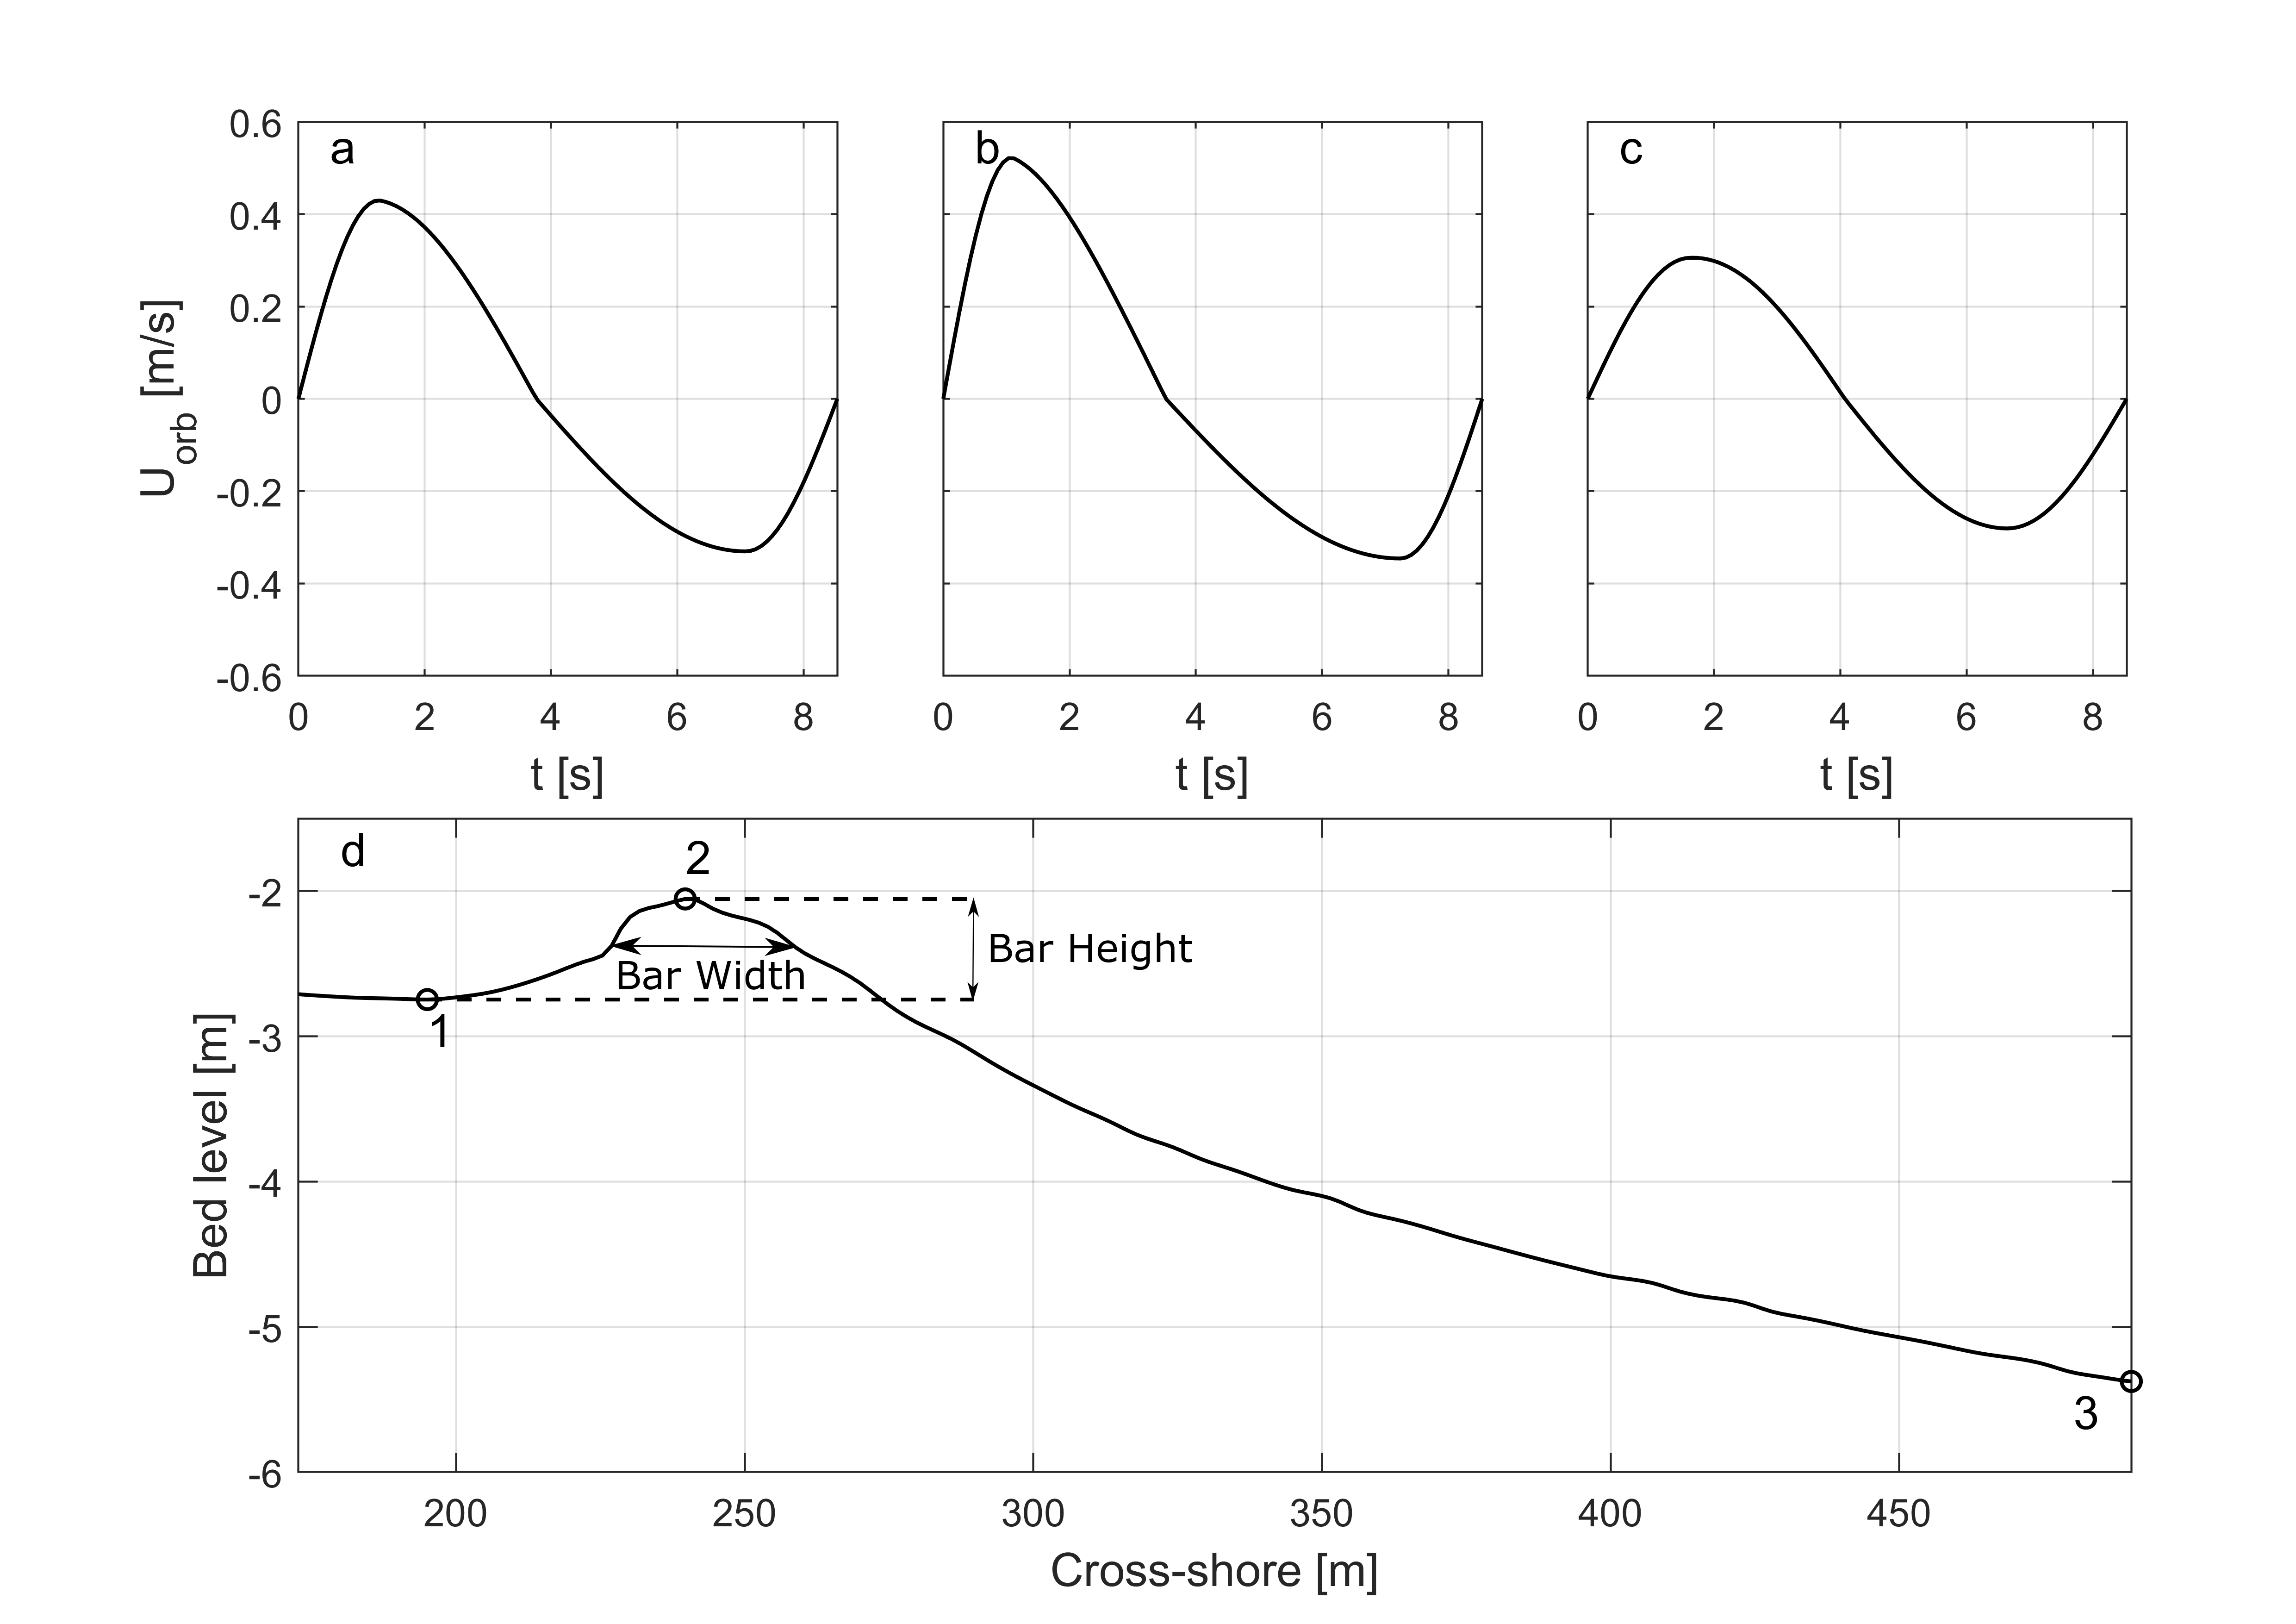 a
b
c
0.6
0.4
0.2
0
-0.2
-0.4
-0.6
U_orb [m/s]
0 2 4 6 8
0 2 4 6 8
0 2 4 6 8
t [s]
t [s]
t [s]
d
2
Bar Height
Bar Width
1
3
-2
-3
-4
-5
-6
Bed level [m]
200 250 300 350 400 450
Cross-shore [m]